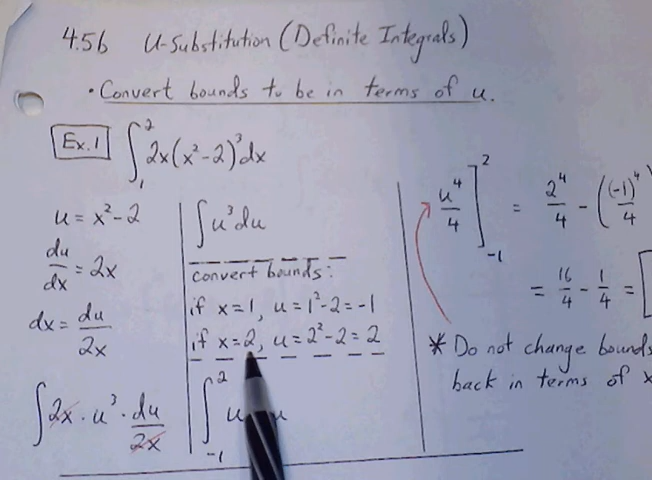 4.5b U-Substitution (Definite Integrals)
• Convert bounds to be in terms of u.
Ex.1 ∫₁² 2x(x²-2)³dx
u = x²-2
du/dx = 2x
dx = du/2x
∫2x · u³ · du/2x
∫u³du
convert bounds:
if x=1, u=1²-2=-1
if x=2, u=2²-2=2
∫₋₁² u
u⁴/4 ]₋₁² = 2⁴/4 - ((-1)⁴/4
= 16/4 - 1/4 =
* Do not change bounds
back in terms of x